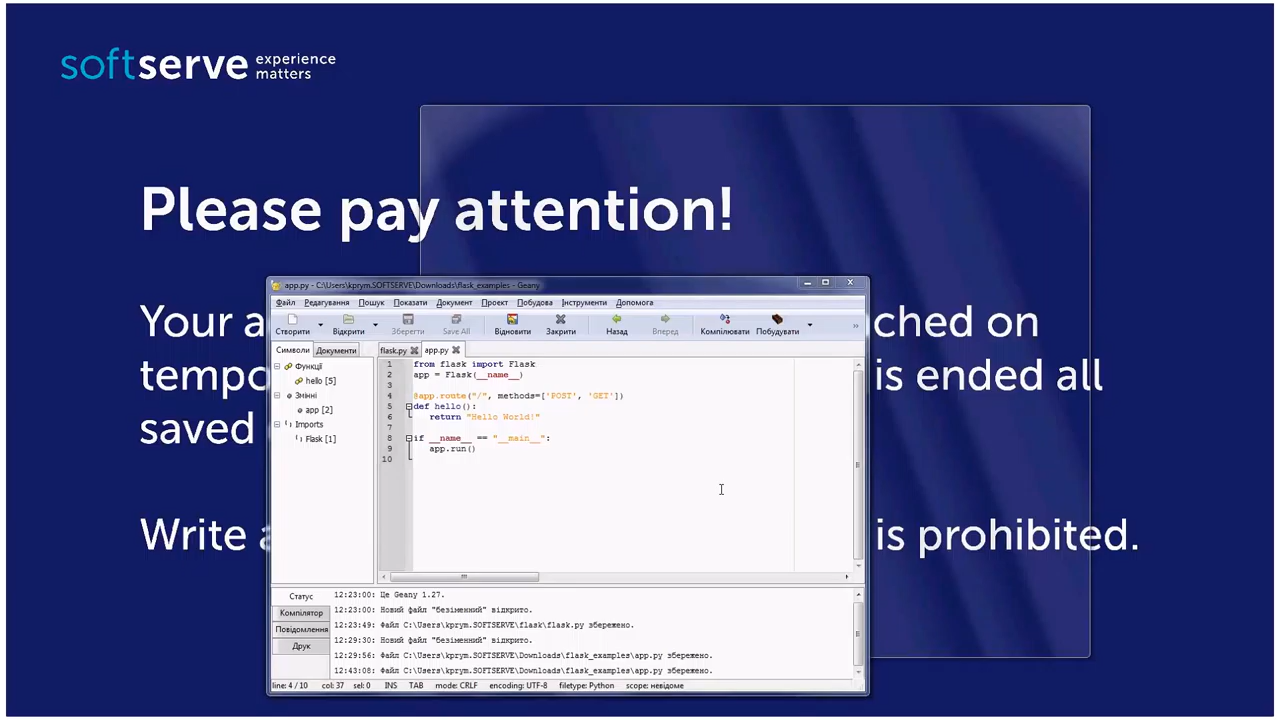 softserve experience matters
Please pay attention!
Your a
ched on
tempo
is ended all
saved
Write a
is prohibited.
app.py - C:\Users\kprym.SOFTSERVE\Downloads\flask_examples - Geany
Файл Редагування Пошук Показати Документ Проект Побудова Інструменти Допомога
Створити Відкрити Зберегти Save All Відновити Закрити Назад Вперед Компілювати Побудувати
Символи Документи
flask.py app.py
Функції
hello [5]
Змінні
app [2]
Imports
Flask [1]
1 from flask import Flask
2 app = Flask(__name__)
3
4 @app.route("/", methods=['POST', 'GET'])
5 def hello():
6 return "Hello World!"
7
8 if __name__ == "__main__":
9 app.run()
10
Статус
Компілятор
Повідомлення
Друк
12:23:00: Це Geany 1.27.
12:23:00: Новий файл "безіменний" відкрито.
12:23:49: Файл C:\Users\kprym.SOFTSERVE\flask\flask.py збережено.
12:29:30: Новий файл "безіменний" відкрито.
12:29:56: Файл C:\Users\kprym.SOFTSERVE\Downloads\flask_examples\app.py збережено.
12:43:08: Файл C:\Users\kprym.SOFTSERVE\Downloads\flask_examples\app.py збережено.
line: 4 / 10 col: 37 sel: 0 INS TAB mode: CRLF encoding: UTF-8 filetype: Python scope: невідоме